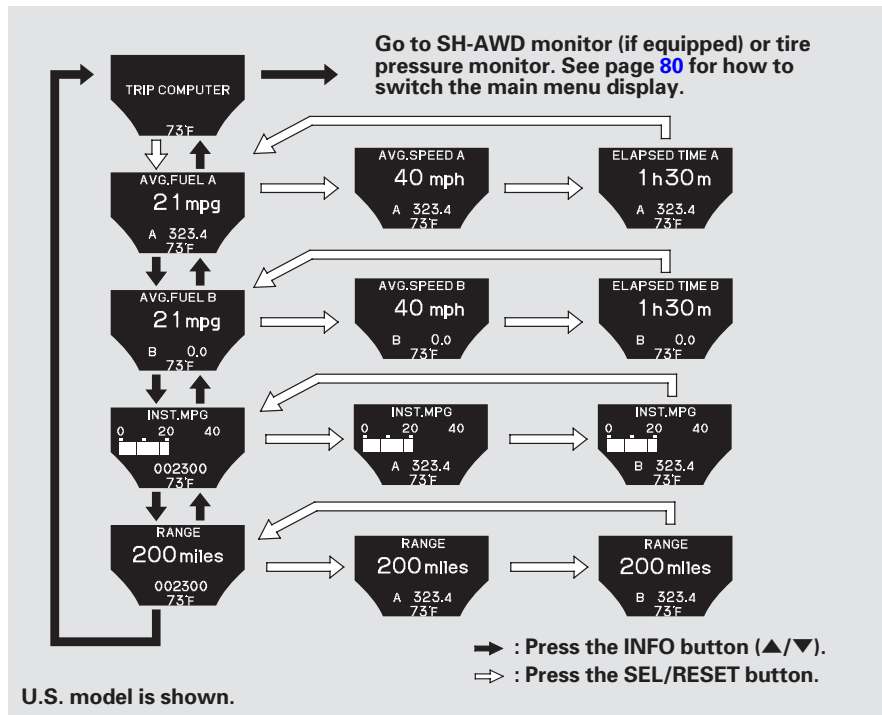 Go to SH-AWD monitor (if equipped) or tire
pressure monitor. See page 80 for how to
switch the main menu display.
TRIP COMPUTER
73°F
AVG.FUEL A
21 mpg
A 323.4
73°F
AVG.SPEED A
40 mph
A 323.4
73°F
ELAPSED TIME A
1h30m
A 323.4
73°F
AVG.FUEL B
21 mpg
B 0.0
73°F
AVG.SPEED B
40 mph
B 0.0
73°F
ELAPSED TIME B
1h30m
B 0.0
73°F
INST.MPG
0 20 40
002300
73°F
INST.MPG
0 20 40
A 323.4
73°F
INST.MPG
0 20 40
B 323.4
73°F
RANGE
200 miles
002300
73°F
RANGE
200 miles
A 323.4
73°F
RANGE
200 miles
B 323.4
73°F
: Press the INFO button (▲/▼).
: Press the SEL/RESET button.
U.S. model is shown.